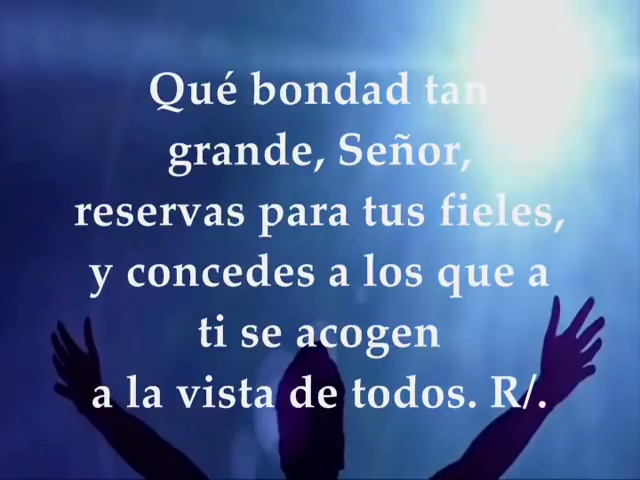 Qué bondad tan
grande, Señor,
reservas para tus fieles,
y concedes a los que a
ti se acogen
a la vista de todos. R/.